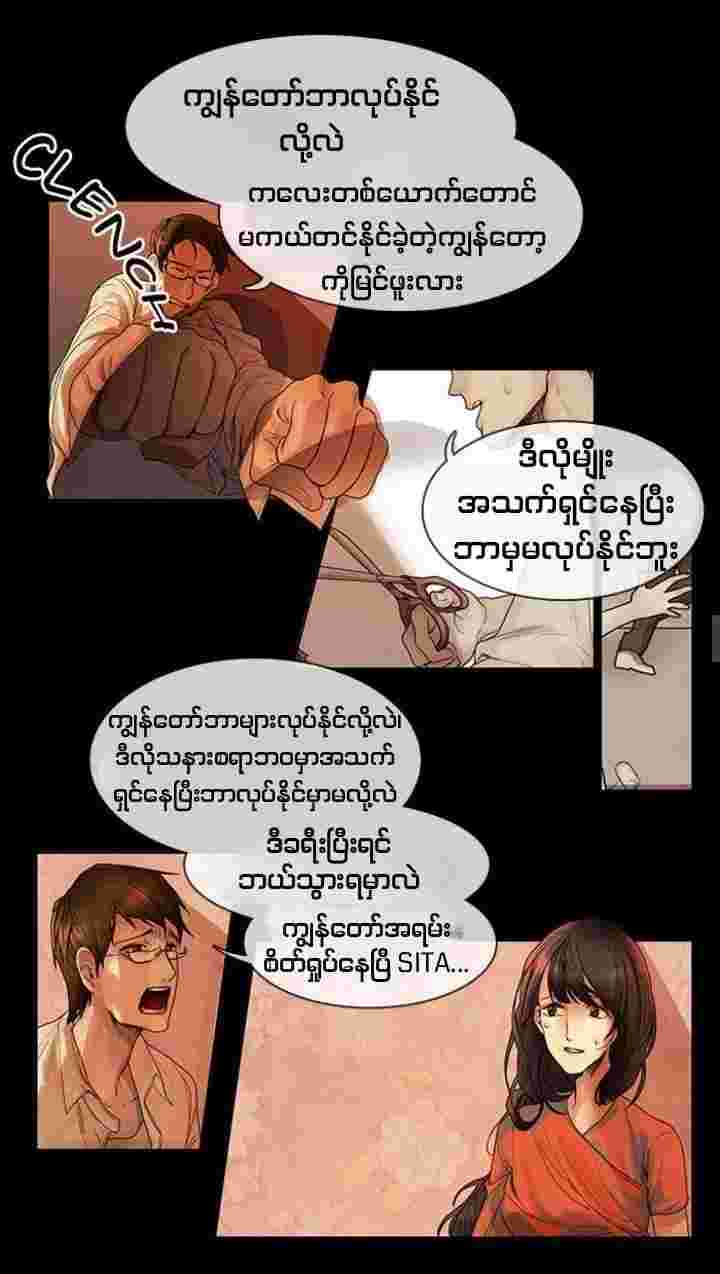 ကျွန်တော်ဘာလုပ်နိုင်
လို့လဲ
CLENCH
ကလေးတစ်ယောက်တောင်
မကယ်တင်နိုင်ခဲ့တဲ့ကျွန်တော့
ကိုမြင်ဖူးလား
ဒီလိုမျိုး
အသက်ရှင်နေပြီး
ဘာမှမလုပ်နိုင်ဘူး
ကျွန်တော်ဘာများလုပ်နိုင်လို့လဲ၊
ဒီလိုသနားစရာဘဝမှာအသက်
ရှင်နေပြီးဘာလုပ်နိုင်မှာမလို့လဲ
ဒီခရီးပြီးရင်
ဘယ်သွားရမှာလဲ
ကျွန်တော်အရမ်း
စိတ်ရှုပ်နေပြီ SITA...